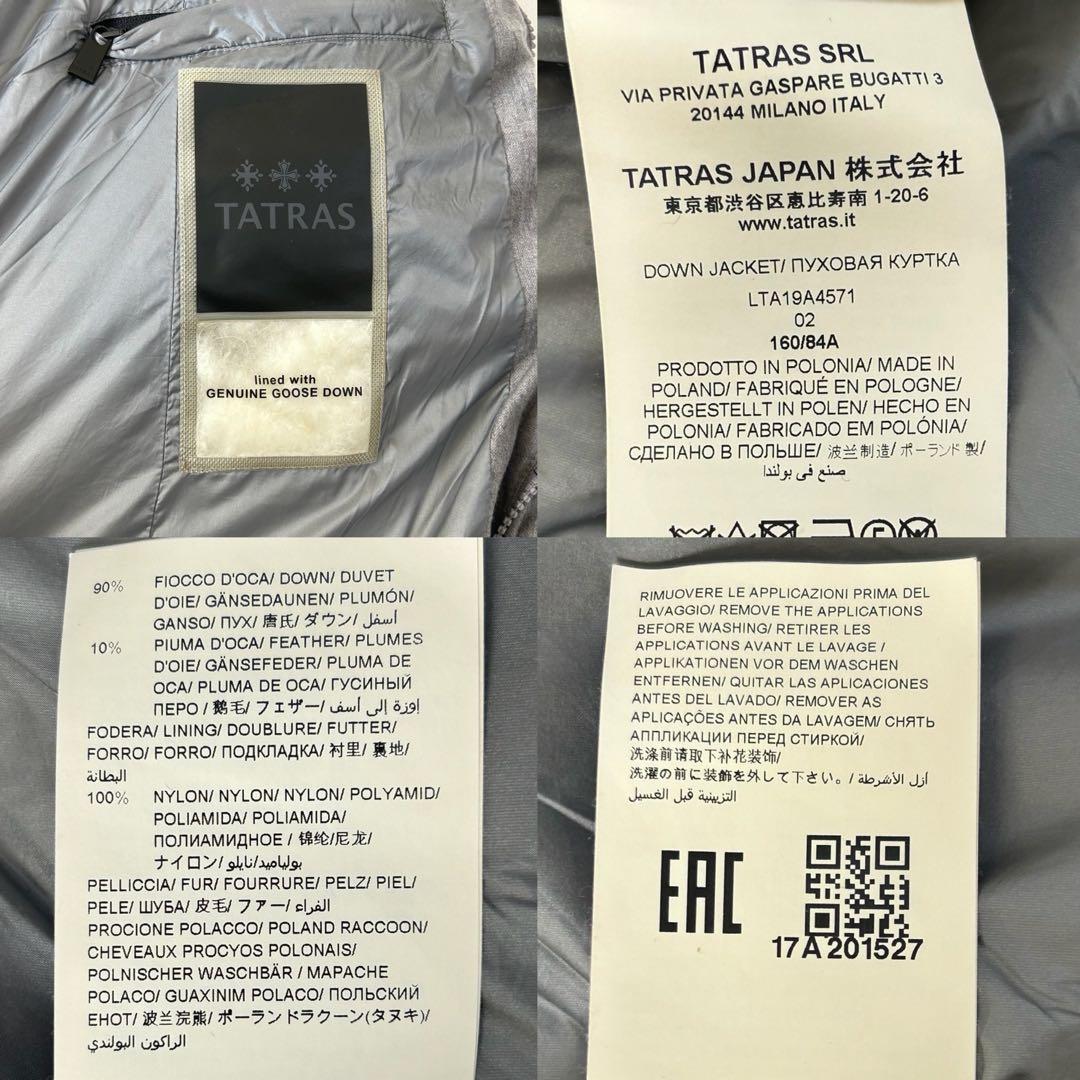 TATRAS
lined with
GENUINE GOOSE DOWN
TATRAS SRL
VIA PRIVATA GASPARE BUGATTI 3
20144 MILANO ITALY
TATRAS JAPAN 株式会社
東京都渋谷区恵比寿南 1-20-6
www.tatras.it
DOWN JACKET/ ПУХОВАЯ КУРТКА
LTA19A4571
02
160/84A
PRODOTTO IN POLONIA/ MADE IN
POLAND/ FABRIQUÉ EN POLOGNE/
HERGESTELLT IN POLEN/ HECHO EN
POLONIA/ FABRICADO EM POLÓNIA/
СДЕЛАНО В ПОЛЬШЕ/ 波兰制造/ ポーランド 製/
صنع فى بولندا
90% FIOCCO D'OCA/ DOWN/ DUVET
D'OIE/ GÄNSEDAUNEN/ PLUMÓN/
GANSO/ ПУХ/ 唐氏/ ダウン/ أسفل
10% PIUMA D'OCA/ FEATHER/ PLUMES
D'OIE/ GÄNSEFEDER/ PLUMA DE
OCA/ PLUMA DE OCA/ ГУСИНЫЙ
ПЕРО / 鹅毛/ フェザー/ إوزة إلى أسف
FODERA/ LINING/ DOUBLURE/ FUTTER/
FORRO/ FORRO/ ПОДКЛАДКА/ 衬里/ 裏地/
البطانة
100% NYLON/ NYLON/ NYLON/ POLYAMID/
POLIAMIDA/ POLIAMIDA/
ПОЛИАМИДНОЕ / 锦纶/尼龙/
ナイロン/ بولياميد/نايلو
PELLICCIA/ FUR/ FOURRURE/ PELZ/ PIEL/
PELE/ ШУБА/ 皮毛/ ファー/ الفراء
PROCIONE POLACCO/ POLAND RACCOON/
CHEVEAUX PROCYOS POLONAIS/
POLNISCHER WASCHBÄR / MAPACHE
POLACO/ GUAXINIM POLACO/ ПОЛЬСКИЙ
ЕНОТ/ 波兰浣熊/ ポーランドラクーン(タヌキ)/
الراكون البولندي
RIMUOVERE LE APPLICAZIONI PRIMA DEL
LAVAGGIO/ REMOVE THE APPLICATIONS
BEFORE WASHING/ RETIRER LES
APPLICATIONS AVANT LE LAVAGE /
APPLIKATIONEN VOR DEM WASCHEN
ENTFERNEN/ QUITAR LAS APLICACIONES
ANTES DEL LAVADO/ REMOVER AS
APLICAÇÕES ANTES DA LAVAGEM/ СНЯТЬ
АППЛИКАЦИИ ПЕРЕД СТИРКОЙ/
洗涤前请取下补花装饰/
洗濯の前に装飾を外して下さい。/ أزل الأشرطة
التزيينية قبل الغسيل
EAC
17A201527